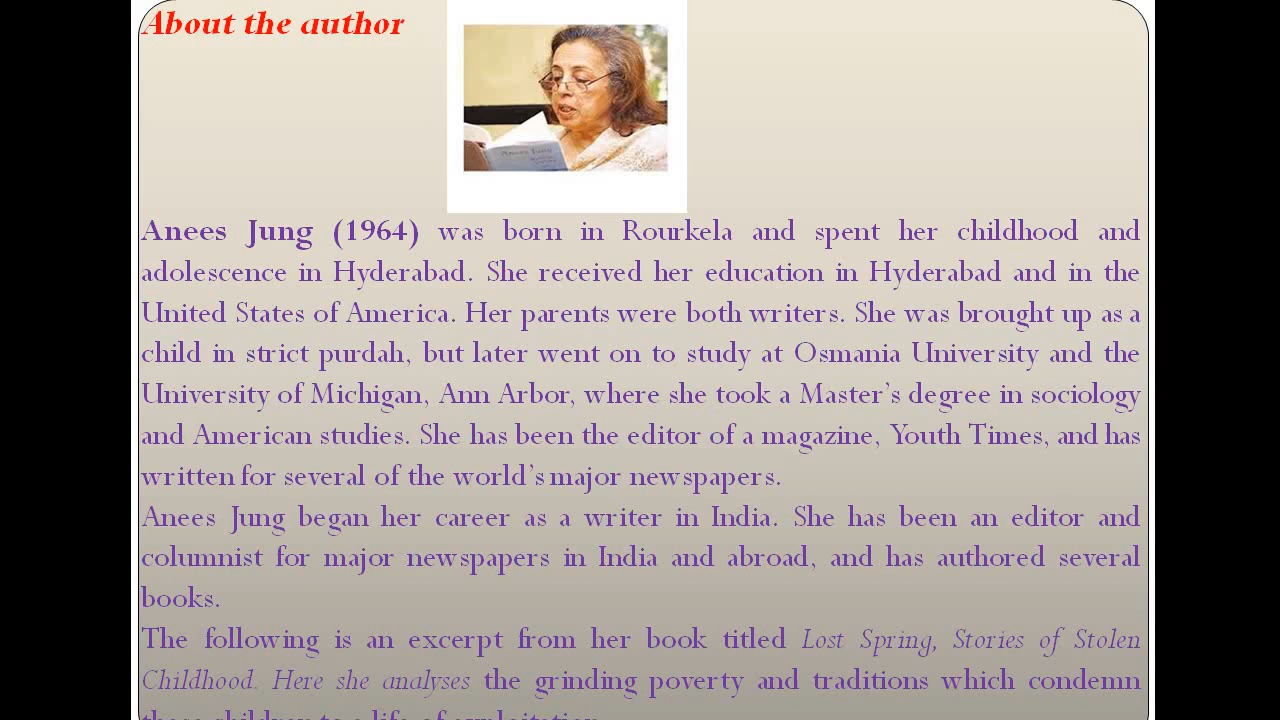 About the author
Anees Jung (1964) was born in Rourkela and spent her childhood and
adolescence in Hyderabad. She received her education in Hyderabad and in the
United States of America. Her parents were both writers. She was brought up as a
child in strict purdah, but later went on to study at Osmania University and the
University of Michigan, Ann Arbor, where she took a Master's degree in sociology
and American studies. She has been the editor of a magazine, Youth Times, and has
written for several of the world's major newspapers.
Anees Jung began her career as a writer in India. She has been an editor and
columnist for major newspapers in India and abroad, and has authored several
books.
The following is an excerpt from her book titled Lost Spring, Stories of Stolen
Childhood. Here she analyses the grinding poverty and traditions which condemn
these children to a life of exploitation.